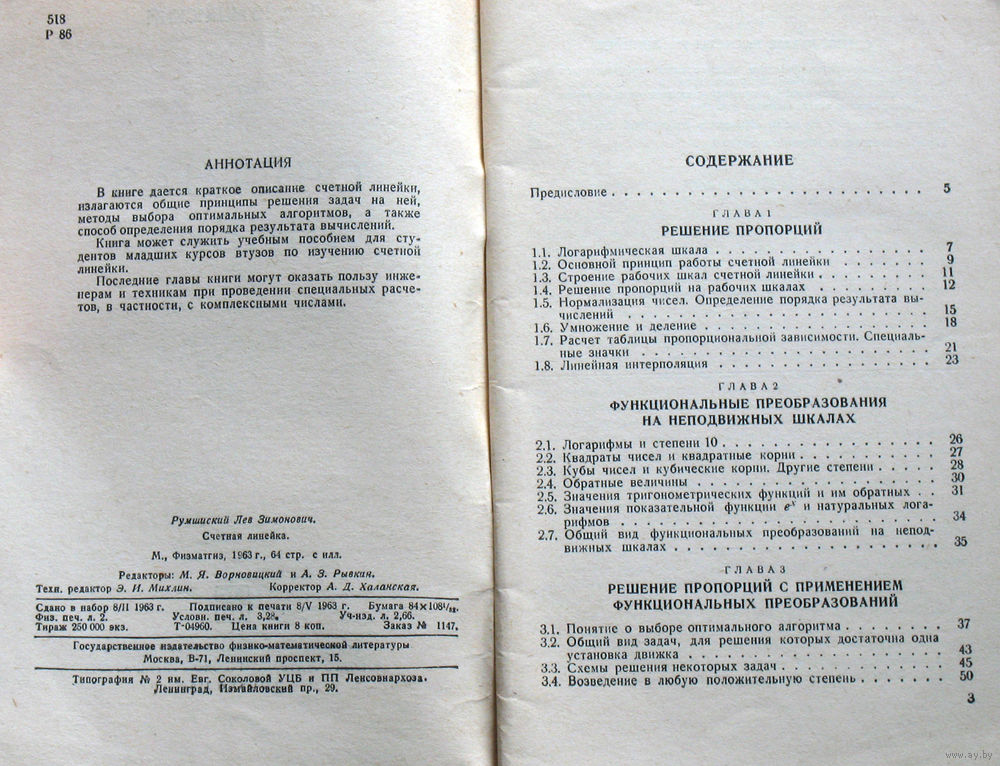 518
Р 86
АННОТАЦИЯ
В книге дается краткое описание счетной линейки,
излагаются общие принципы решения задач на ней,
методы выбора оптимальных алгоритмов, а также
способ определения порядка результата вычислений.
Книга может служить учебным пособием для сту-
дентов младших курсов втузов по изучению счетной
линейки.
Последние главы книги могут оказать пользу инже-
нерам и техникам при проведении специальных расче-
тов, в частности, с комплексными числами.
Румшиский Лев Зимонович.
Счетная линейка.
М., Физматгиз, 1963 г., 64 стр. с илл.
Редакторы: М. Я. Ворновицкий и А. З. Рывкин.
Техн. редактор Э. И. Михлин. Корректор А. Д. Халанская.
Сдано в набор 8/II 1963 г. Подписано к печати 8/V 1963 г. Бумага 84×108¹/₃₂.
Физ. печ. л. 2. Условн. печ. л. 3,28. Уч-изд. л. 2,66.
Тираж 250 000 экз. Т-04960. Цена книги 8 коп. Заказ № 1147.
Государственное издательство физико-математической литературы
Москва, В-71, Ленинский проспект, 15.
Типография № 2 им. Евг. Соколовой УЦБ и ПП Ленсовнархоза.
Ленинград, Измайловский пр., 29.
СОДЕРЖАНИЕ
Предисловие . . . . . . . . . . . . . . . . . . . . 5
ГЛАВА 1
РЕШЕНИЕ ПРОПОРЦИЙ
1.1. Логарифмическая шкала . . . . . . . . . . . . 7
1.2. Основной принцип работы счетной линейки . . . . . . 9
1.3. Строение рабочих шкал счетной линейки . . . . . . . 11
1.4. Решение пропорций на рабочих шкалах . . . . . . . 12
1.5. Нормализация чисел. Определение порядка результата вы-
числений . . . . . . . . . . . . . . . . . . 15
1.6. Умножение и деление . . . . . . . . . . . . . 18
1.7. Расчет таблицы пропорциональной зависимости. Специаль-
ные значки . . . . . . . . . . . . . . . . . 21
1.8. Линейная интерполяция . . . . . . . . . . . . 23
ГЛАВА 2
ФУНКЦИОНАЛЬНЫЕ ПРЕОБРАЗОВАНИЯ
НА НЕПОДВИЖНЫХ ШКАЛАХ
2.1. Логарифмы и степени 10 . . . . . . . . . . . . 26
2.2. Квадраты чисел и квадратные корни . . . . . . . . 27
2.3. Кубы чисел и кубические корни. Другие степени . . . . 28
2.4. Обратные величины . . . . . . . . . . . . . . 30
2.5. Значения тригонометрических функций и им обратных . . 31
2.6. Значения показательной функции eˣ и натуральных лога-
рифмов . . . . . . . . . . . . . . . . . . . 34
2.7. Общий вид функциональных преобразований на непод-
вижных шкалах . . . . . . . . . . . . . . . . 35
ГЛАВА 3
РЕШЕНИЕ ПРОПОРЦИЙ С ПРИМЕНЕНИЕМ
ФУНКЦИОНАЛЬНЫХ ПРЕОБРАЗОВАНИЙ
3.1. Понятие о выборе оптимального алгоритма . . . . . . 37
3.2. Общий вид задач, для решения которых достаточна одна
установка движка . . . . . . . . . . . . . . . 43
3.3. Схемы решения некоторых задач . . . . . . . . . 45
3.4. Возведение в любую положительную степень . . . . . 50
3
www.ay.by